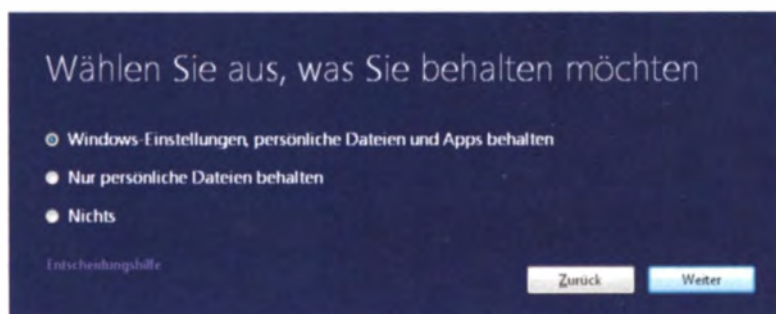 Wählen Sie aus, was Sie behalten möchten
Windows-Einstellungen, persönliche Dateien und Apps behalten
Nur persönliche Dateien behalten
Nichts
Entscheidungshilfe
Zurück Weiter